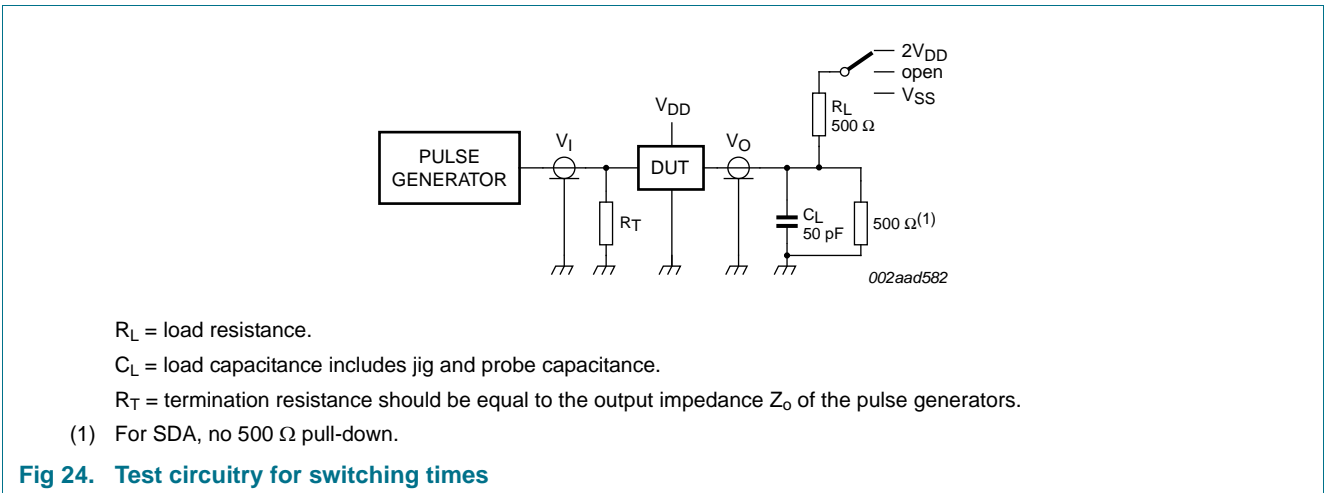 2VDD
open
VSS
RL
500 Ω
VDD
VI
VO
PULSE
GENERATOR
DUT
RT
CL
50 pF
500 Ω(1)
002aad582
RL = load resistance.
CL = load capacitance includes jig and probe capacitance.
RT = termination resistance should be equal to the output impedance Zo of the pulse generators.
(1) For SDA, no 500 Ω pull-down.
Fig 24. Test circuitry for switching times